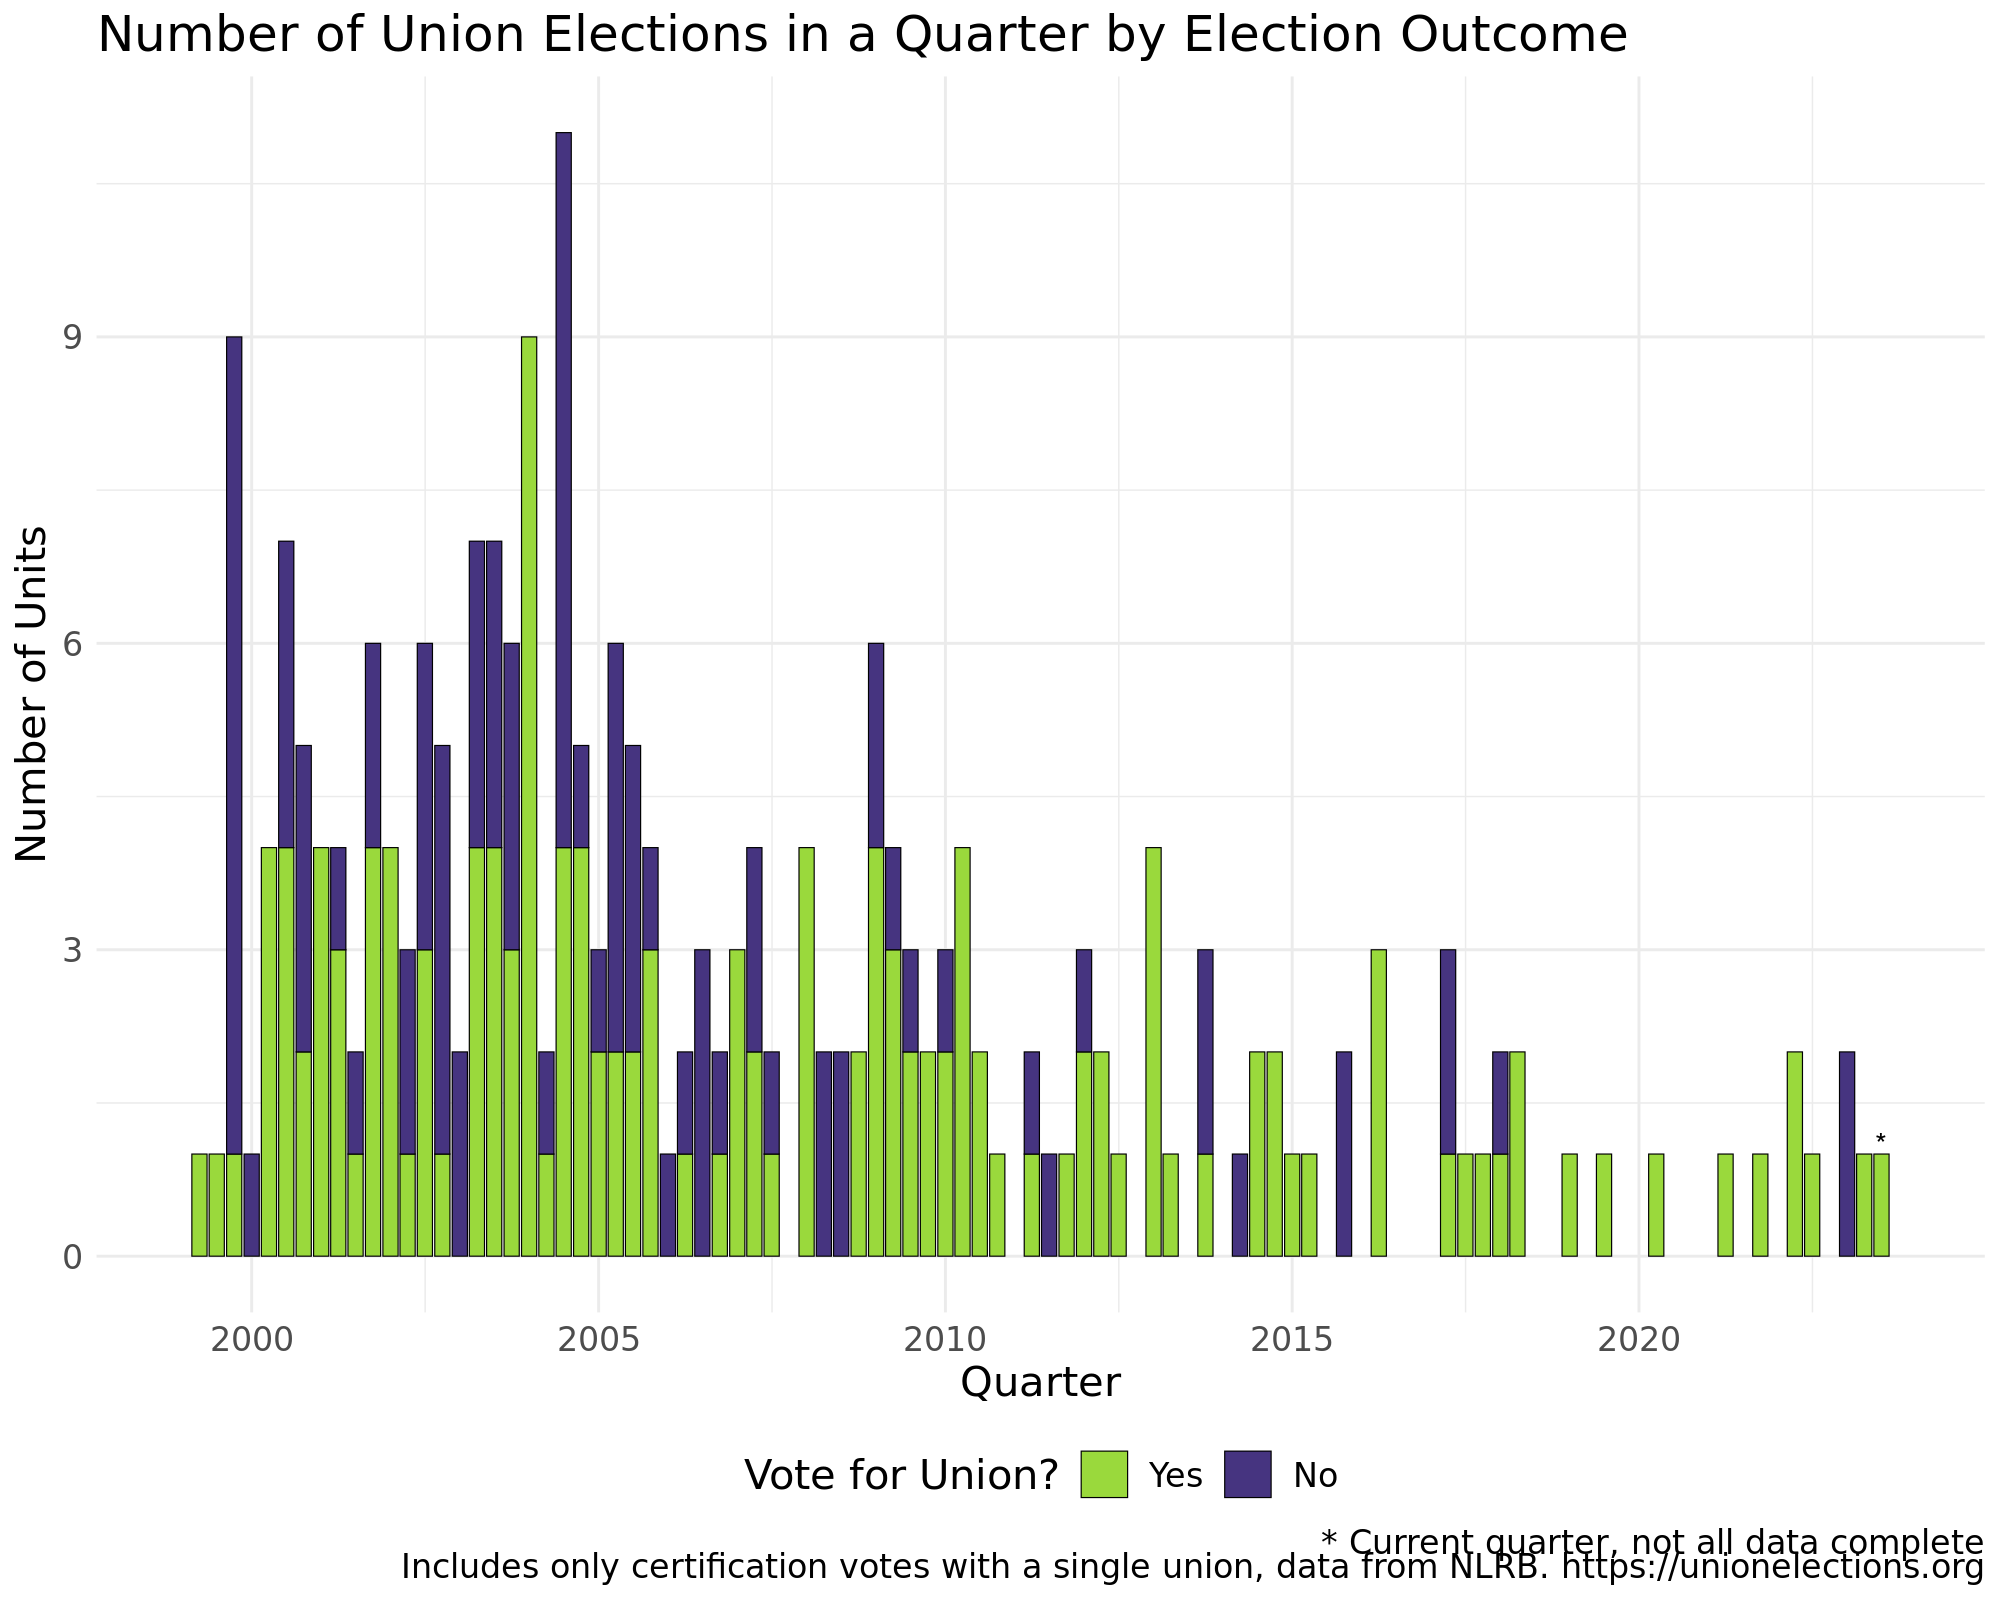 Number of Union Elections in a Quarter by Election Outcome
Number of Units
9
6
3
0
*
2000 2005 2010 2015 2020
Quarter
Vote for Union? Yes No
* Current quarter, not all data complete
Includes only certification votes with a single union, data from NLRB. https://unionelections.org